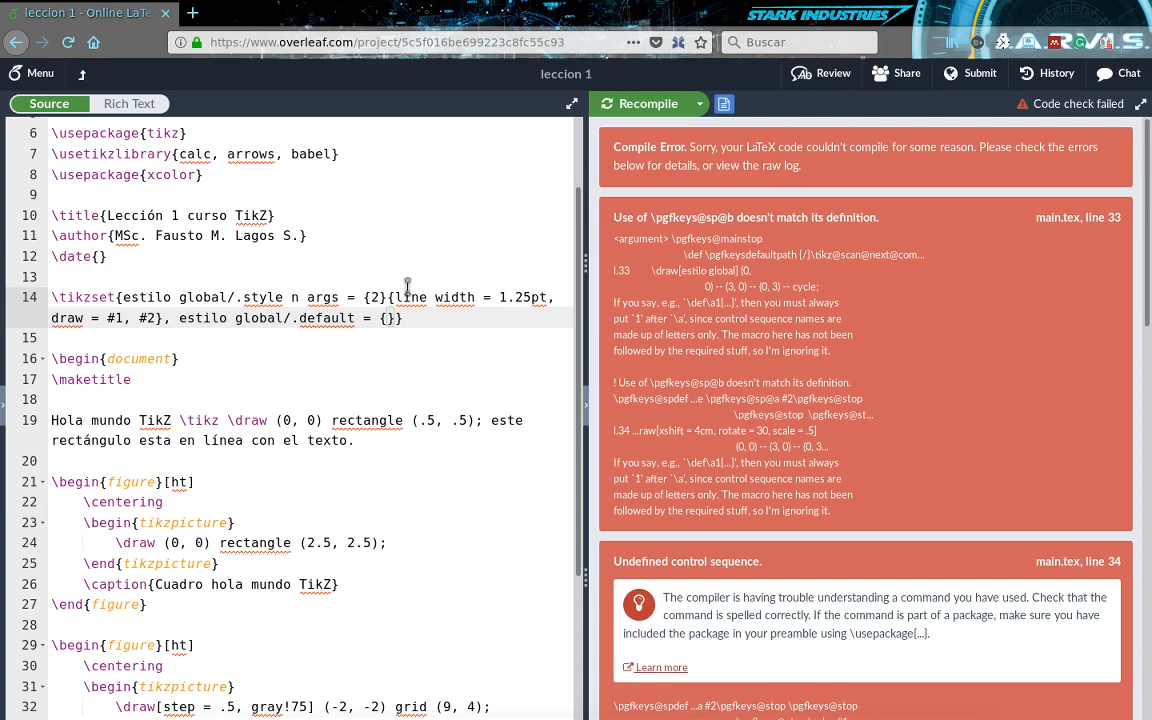 leccion 1 - Online LaTe
STARK INDUSTRIES
https://www.overleaf.com/project/5c5f016be699223c8fc55c93
Buscar
J.A.R.V.I.S.
Menu
leccion 1
Review
Share
Submit
History
Chat
Source
Rich Text
Recompile
Code check failed
6 \usepackage{tikz}
7 \usetikzlibrary{calc, arrows, babel}
8 \usepackage{xcolor}
9
10 \title{Lección 1 curso TikZ}
11 \author{MSc. Fausto M. Lagos S.}
12 \date{}
13
14 \tikzset{estilo global/.style n args = {2}{line width = 1.25pt,
draw = #1, #2}, estilo global/.default = {}}
15
16 \begin{document}
17 \maketitle
18
19 Hola mundo TikZ \tikz \draw (0, 0) rectangle (.5, .5); este
rectángulo esta en línea con el texto.
20
21 \begin{figure}[ht]
22 \centering
23 \begin{tikzpicture}
24 \draw (0, 0) rectangle (2.5, 2.5);
25 \end{tikzpicture}
26 \caption{Cuadro hola mundo TikZ}
27 \end{figure}
28
29 \begin{figure}[ht]
30 \centering
31 \begin{tikzpicture}
32 \draw[step = .5, gray!75] (-2, -2) grid (9, 4);
Compile Error. Sorry, your LaTeX code couldn't compile for some reason. Please check the errors
below for details, or view the raw log.
Use of \pgfkeys@sp@b doesn't match its definition.
main.tex, line 33
<argument> \pgfkeys@mainstop
\def \pgfkeysdefaultpath {/}\tikz@scan@next@com...
l.33 \draw[estilo global] (0,
0) -- (3, 0) -- (0, 3) -- cycle;
If you say, e.g., `\def\a1{...}', then you must always
put `1' after `\a', since control sequence names are
made up of letters only. The macro here has not been
followed by the required stuff, so I'm ignoring it.
! Use of \pgfkeys@sp@b doesn't match its definition.
\pgfkeys@spdef ...e \pgfkeys@sp@a #2\pgfkeys@stop
\pgfkeys@stop \pgfkeys@st...
l.34 ...raw[xshift = 4cm, rotate = 30, scale = .5]
(0, 0) -- (3, 0) -- (0, 3...
If you say, e.g., `\def\a1{...}', then you must always
put `1' after `\a', since control sequence names are
made up of letters only. The macro here has not been
followed by the required stuff, so I'm ignoring it.
Undefined control sequence.
main.tex, line 34
The compiler is having trouble understanding a command you have used. Check that the
command is spelled correctly. If the command is part of a package, make sure you have
included the package in your preamble using \usepackage{...}.
Learn more
\pgfkeys@spdef ...a #2\pgfkeys@stop \pgfkeys@stop